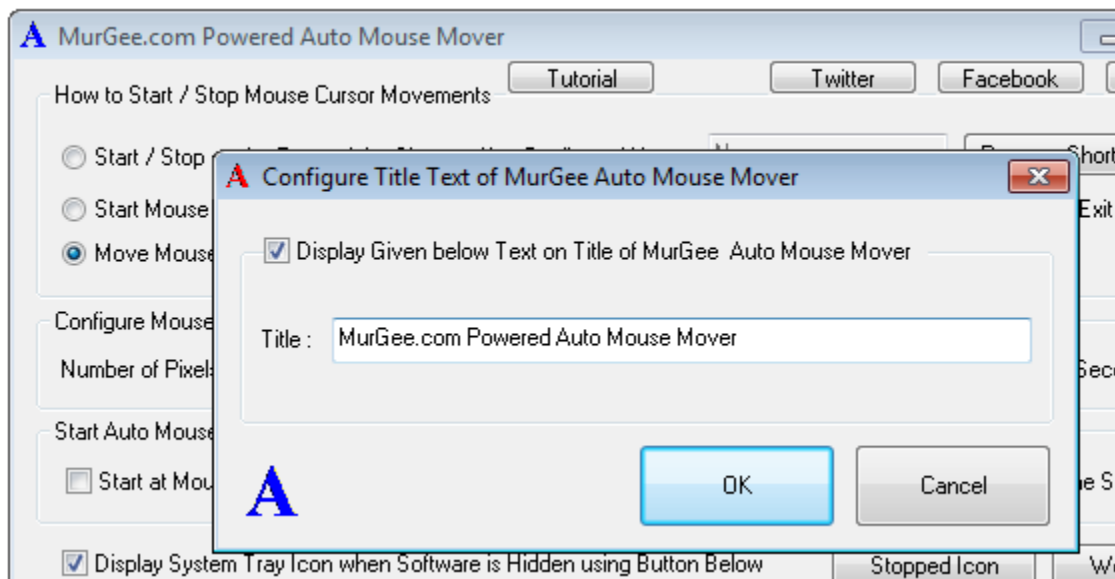 MurGee.com Powered Auto Mouse Mover
Tutorial
Twitter
Facebook
How to Start / Stop Mouse Cursor Movements
Start / Stop
Short
Start Mouse
Exit
Move Mouse
Configure Title Text of MurGee Auto Mouse Mover
Display Given below Text on Title of MurGee Auto Mouse Mover
Title : MurGee.com Powered Auto Mouse Mover
OK
Cancel
Configure Mouse
Number of Pixels
Start Auto Mouse
Start at Mou
Display System Tray Icon when Software is Hidden using Button Below
Stopped Icon